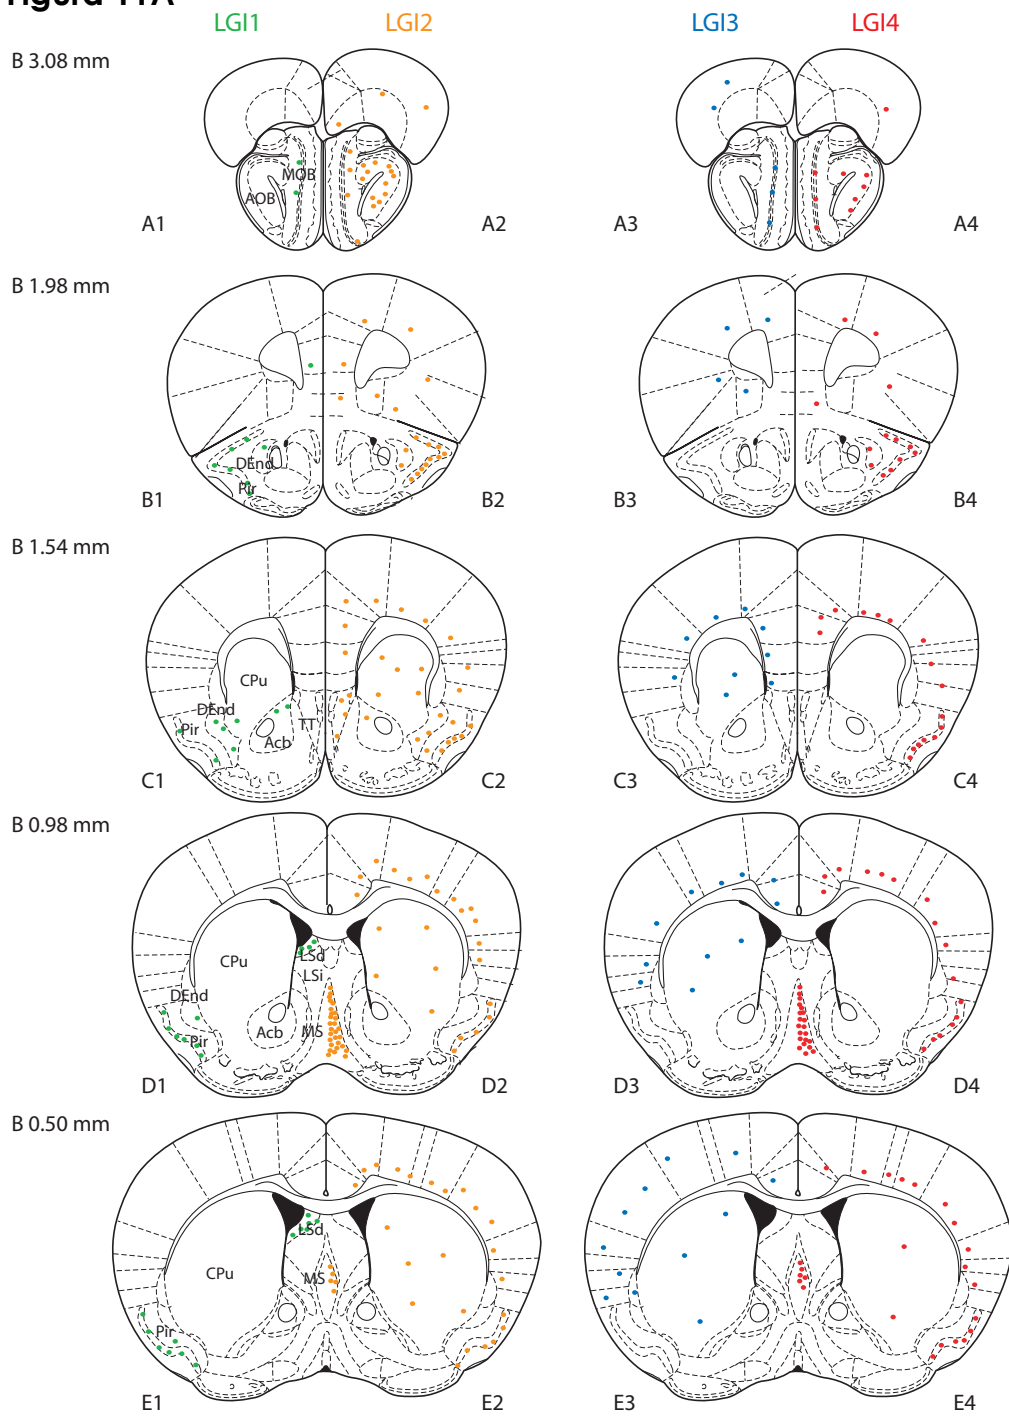 Figura 11A
LGI1 LGI2 LGI3 LGI4
B 3.08 mm
MOB
AOB
A1 A2 A3 A4
B 1.98 mm
DEnd
Pir
B1 B2 B3 B4
B 1.54 mm
CPu
DEnd
Pir TT
Acb
C1 C2 C3 C4
B 0.98 mm
LSd
CPu
LSi
DEnd
Acb MS
Pir
D1 D2 D3 D4
B 0.50 mm
LSd
CPu MS
Pir
E1 E2 E3 E4